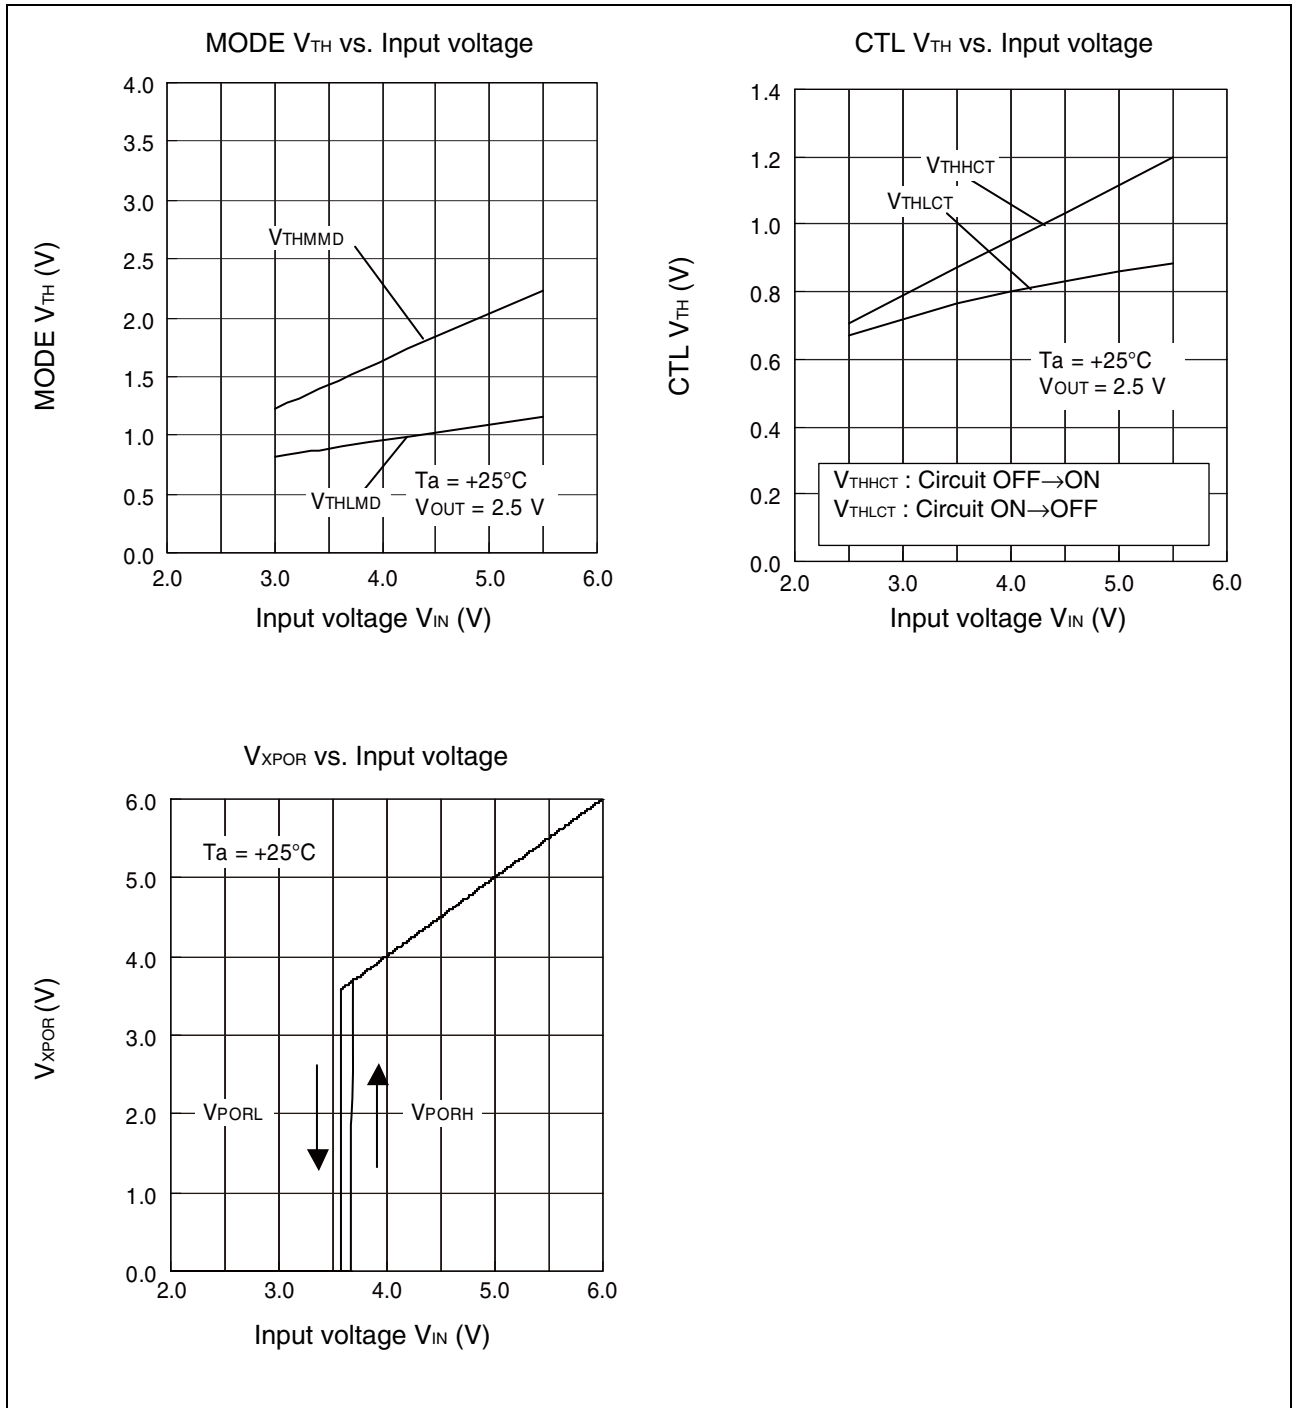 MODE VTH vs. Input voltage
4.0
3.5
3.0
2.5
2.0
1.5
1.0
0.5
0.0
MODE VTH (V)
VTHMMD
VTHLMD
Ta = +25°C
VOUT = 2.5 V
2.0 3.0 4.0 5.0 6.0
Input voltage VIN (V)
CTL VTH vs. Input voltage
1.4
1.2
1.0
0.8
0.6
0.4
0.2
0.0
CTL VTH (V)
VTHHCT
VTHLCT
Ta = +25°C
VOUT = 2.5 V
VTHHCT : Circuit OFF→ON
VTHLCT : Circuit ON→OFF
2.0 3.0 4.0 5.0 6.0
Input voltage VIN (V)
VXPOR vs. Input voltage
6.0
5.0
4.0
3.0
2.0
1.0
0.0
VXPOR (V)
Ta = +25°C
VPORL
VPORH
2.0 3.0 4.0 5.0 6.0
Input voltage VIN (V)